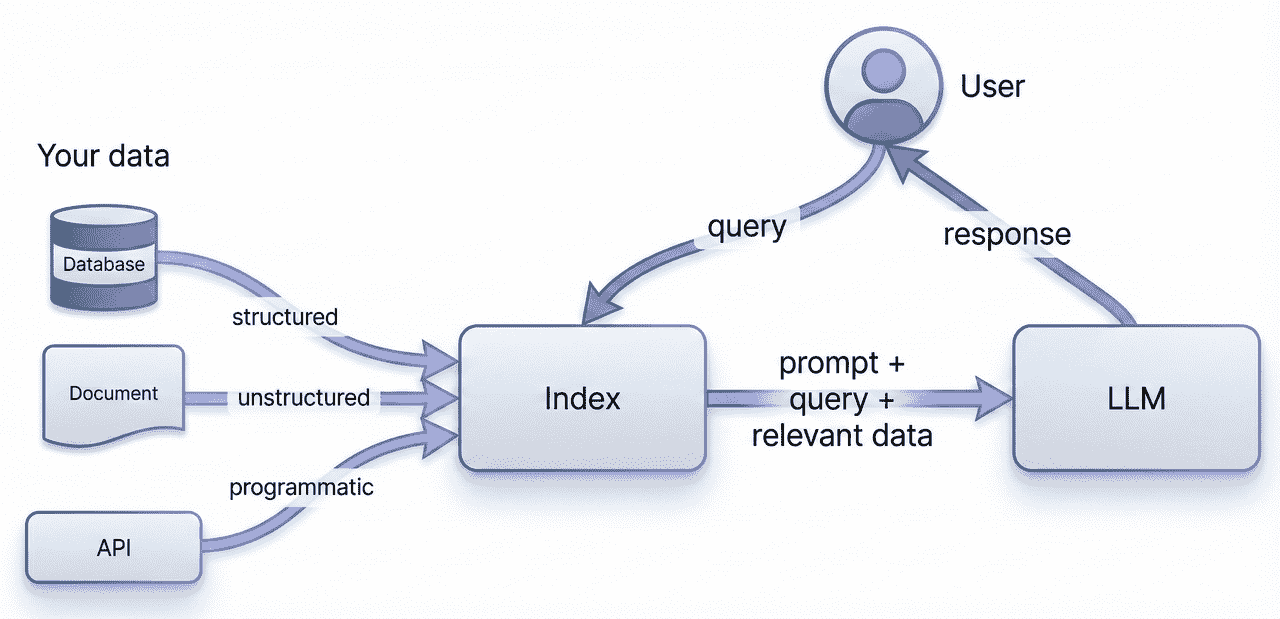 User
Your data
query
response
Database
structured
prompt +
Document
unstructured
Index
query +
LLM
relevant data
programmatic
API